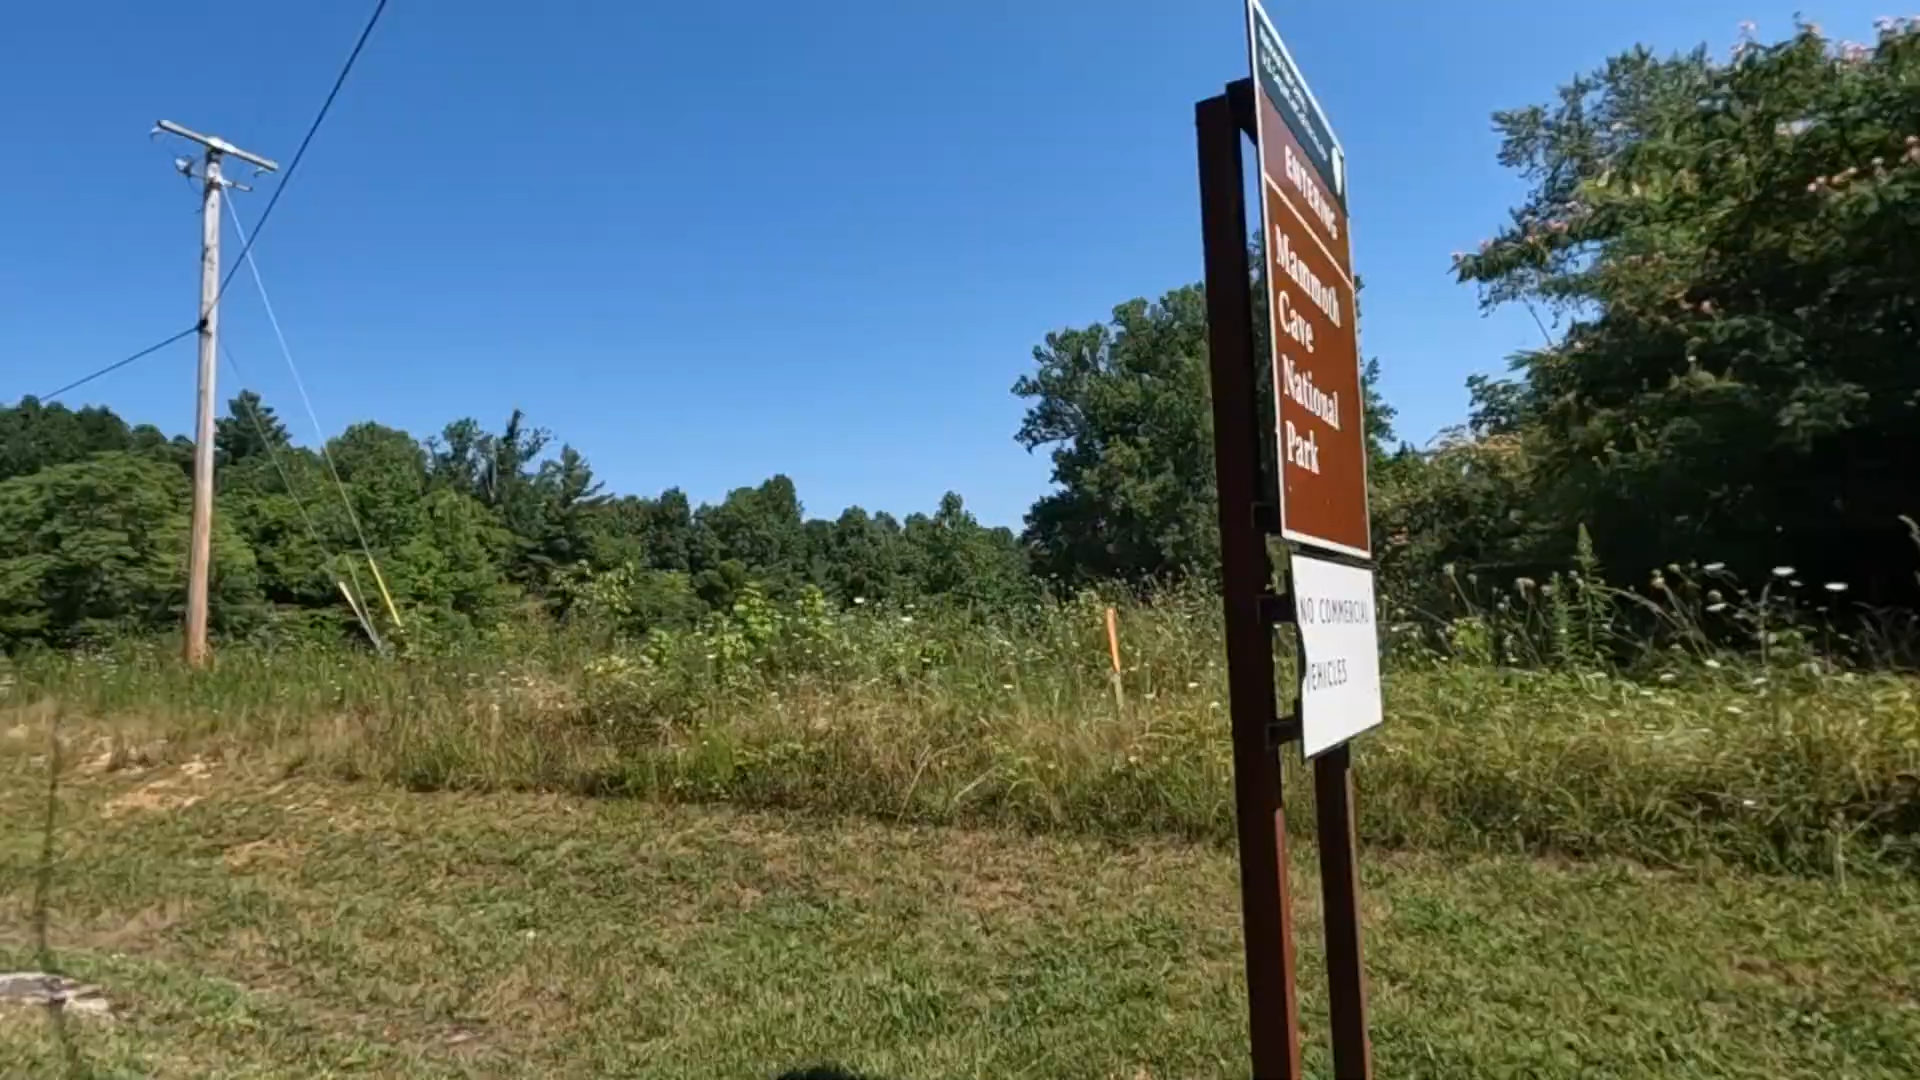 ENTERING
Mammoth
Cave
National
Park
NO COMMERCIAL
VEHICLES